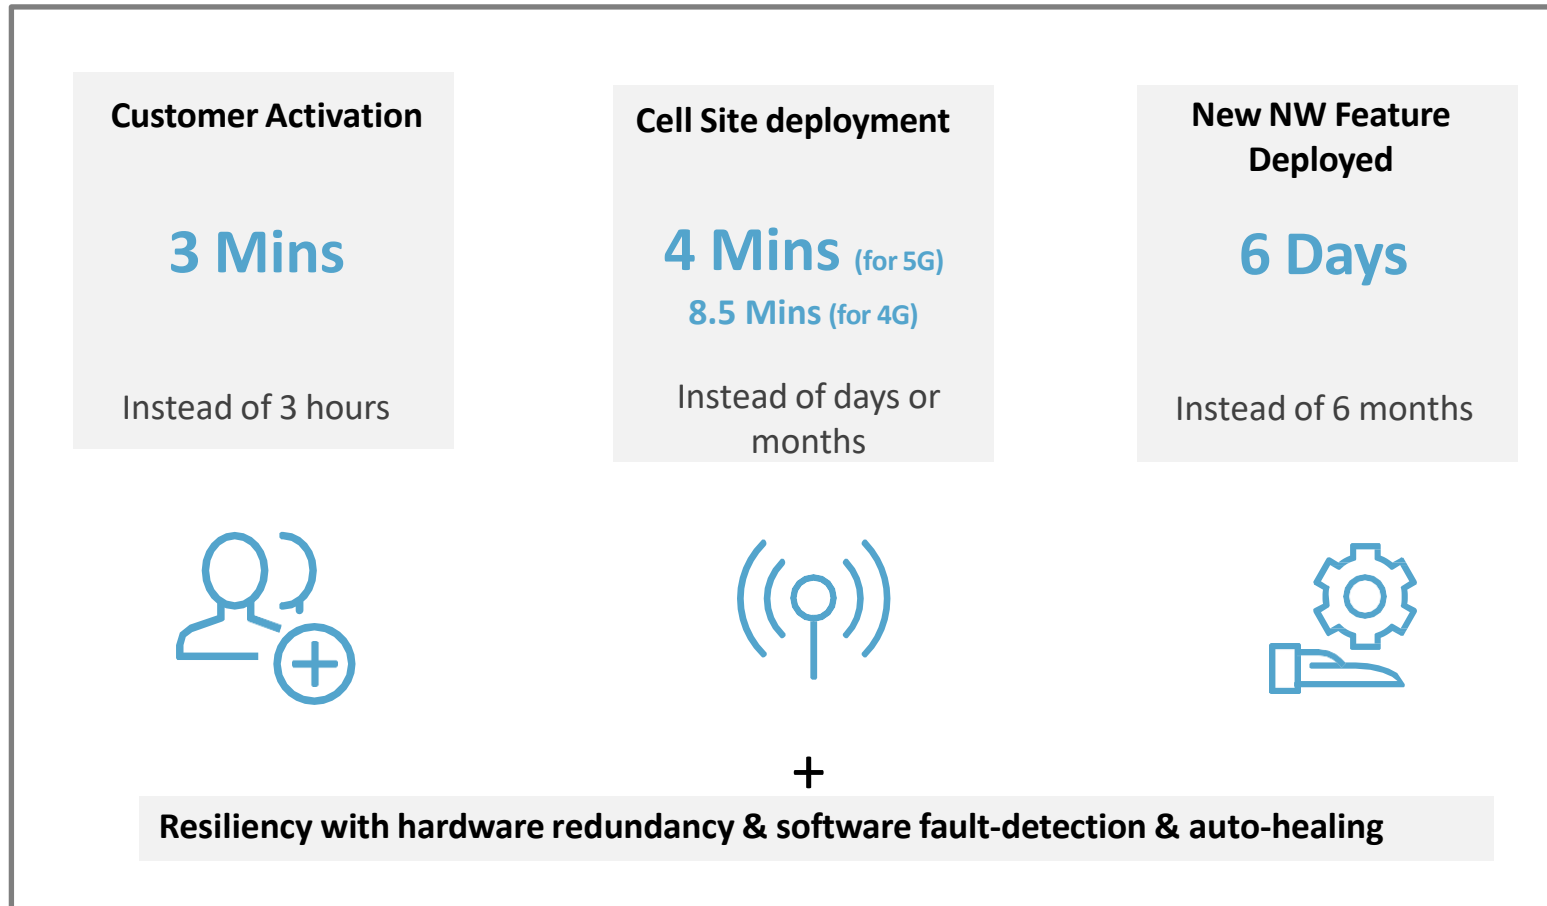 Customer Activation
3 Mins
Instead of 3 hours
Cell Site deployment
4 Mins (for 5G)
8.5 Mins (for 4G)
Instead of days or
months
New NW Feature
Deployed
6 Days
Instead of 6 months
+
Resiliency with hardware redundancy & software fault-detection & auto-healing